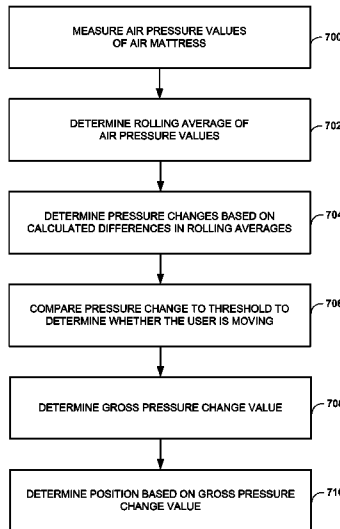 MEASURE AIR PRESSURE VALUES
OF AIR MATTRESS
700
DETERMINE ROLLING AVERAGE OF
AIR PRESSURE VALUES
702
DETERMINE PRESSURE CHANGES BASED ON
CALCULATED DIFFERENCES IN ROLLING AVERAGES
704
COMPARE PRESSURE CHANGE TO THRESHOLD TO
DETERMINE WHETHER THE USER IS MOVING
706
DETERMINE GROSS PRESSURE CHANGE VALUE
708
DETERMINE POSITION BASED ON GROSS PRESSURE
CHANGE VALUE
710